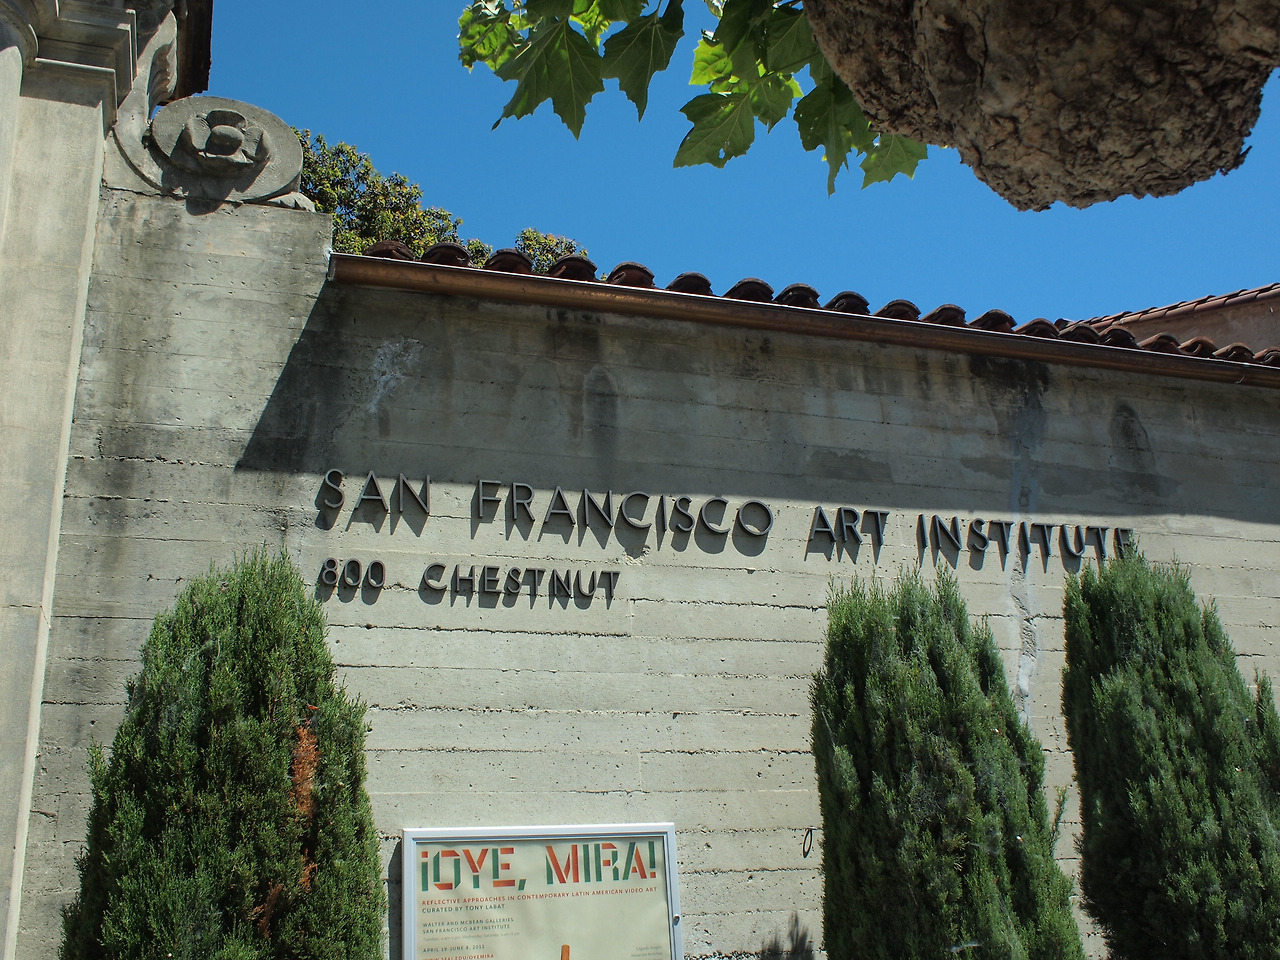 SAN FRANCISCO ART INSTITUTE
800 CHESTNUT
¡OYE, MIRA!
REFLECTIVE APPROACHES IN CONTEMPORARY LATIN AMERICAN VIDEO ART
CURATED BY TONY LABAT
WALTER AND MCBEAN GALLERIES
SAN FRANCISCO ART INSTITUTE